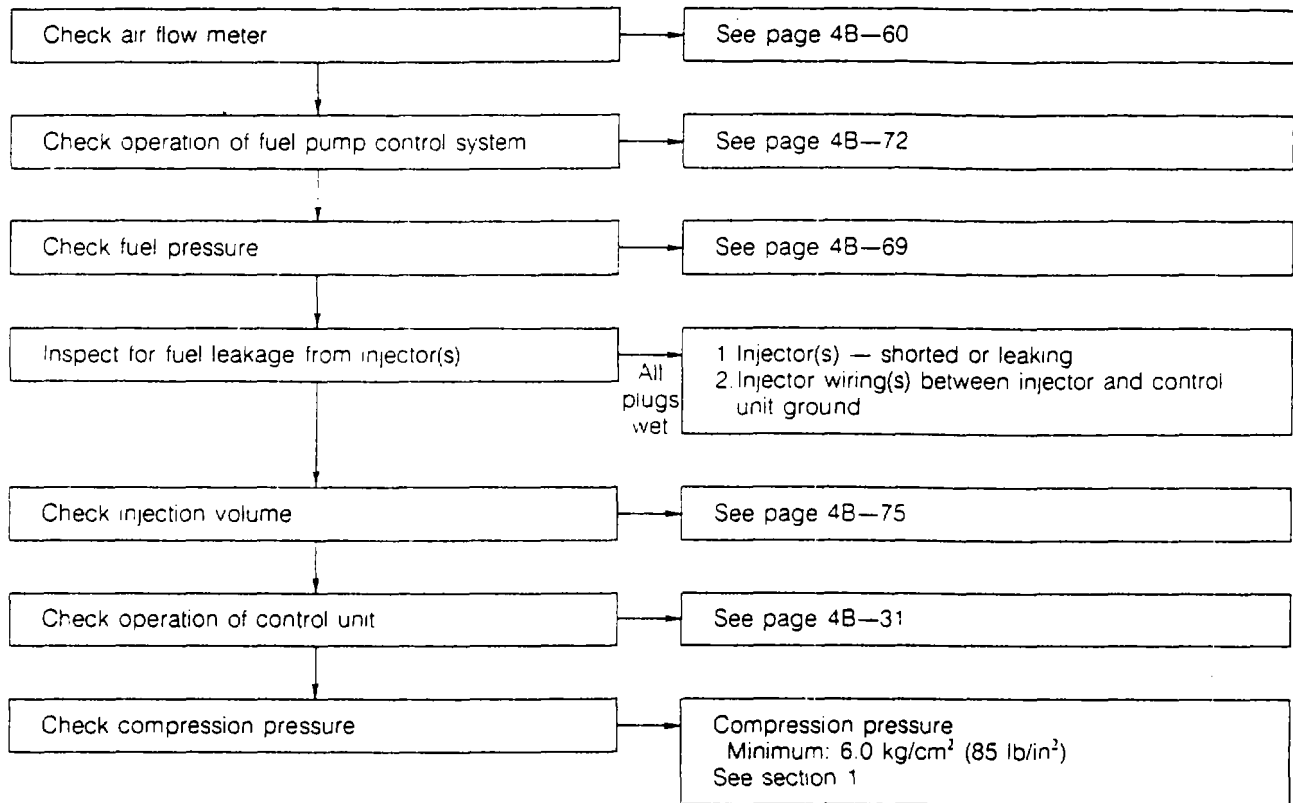 Check air flow meter
See page 4B—60
Check operation of fuel pump control system
See page 4B—72
Check fuel pressure
See page 4B—69
Inspect for fuel leakage from injector(s)
All
plugs
wet
1 Injector(s) — shorted or leaking
2. Injector wiring(s) between injector and control
unit ground
Check injection volume
See page 4B—75
Check operation of control unit
See page 4B—31
Check compression pressure
Compression pressure
Minimum: 6.0 kg/cm² (85 lb/in²)
See section 1